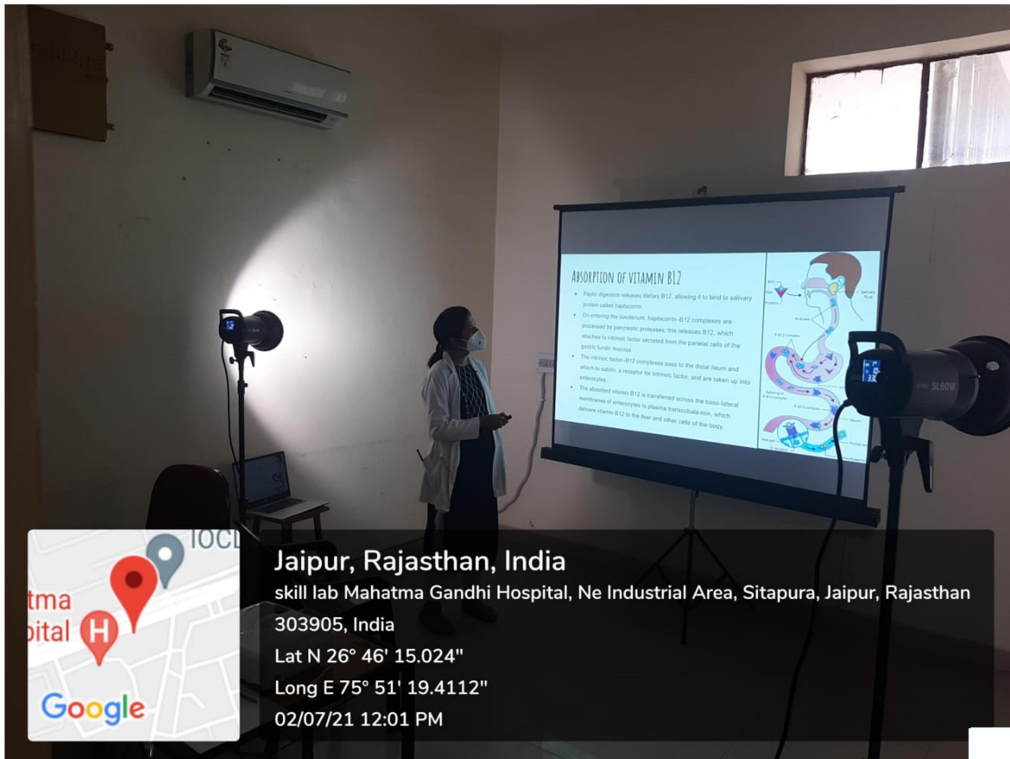 ABSORPTION OF VITAMIN B12
Peptic digestion releases dietary B12, allowing it to bind to salivary
protein called haptocorrin.
On entering the duodenum, haptocorrin–B12 complexes are
processed by pancreatic proteases; this releases B12, which
attaches to intrinsic factor secreted from the parietal cells of the
gastric fundic mucosa.
The intrinsic factor–B12 complexes pass to the distal ileum and
attach to cubilin, a receptor for intrinsic factor, and are taken up into
enterocytes.
The absorbed vitamin B12 is transferred across the baso-lateral
membranes of enterocytes to plasma transcobala-min, which
delivers vitamin B12 to the liver and other cells of the body.
SL60W
IOCL
tma
ital
H
Google
Jaipur, Rajasthan, India
skill lab Mahatma Gandhi Hospital, Ne Industrial Area, Sitapura, Jaipur, Rajasthan
303905, India
Lat N 26° 46' 15.024"
Long E 75° 51' 19.4112"
02/07/21 12:01 PM